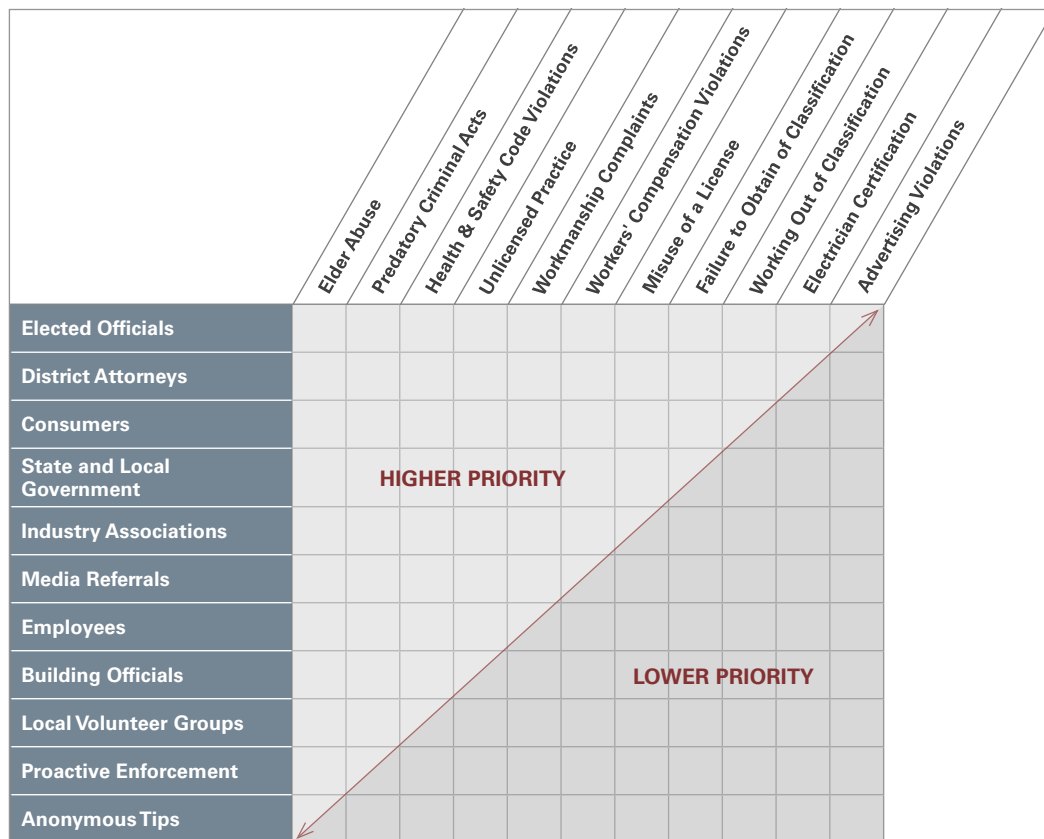 Elder Abuse
Predatory Criminal Acts
Health & Safety Code Violations
Unlicensed Practice
Workmanship Complaints
Workers' Compensation Violations
Misuse of a License
Failure to Obtain of Classification
Working Out of Classification
Electrician Certification
Advertising Violations
Elected Officials
District Attorneys
Consumers
State and Local
Government
HIGHER PRIORITY
Industry Associations
Media Referrals
Employees
Building Officials
LOWER PRIORITY
Local Volunteer Groups
Proactive Enforcement
Anonymous Tips